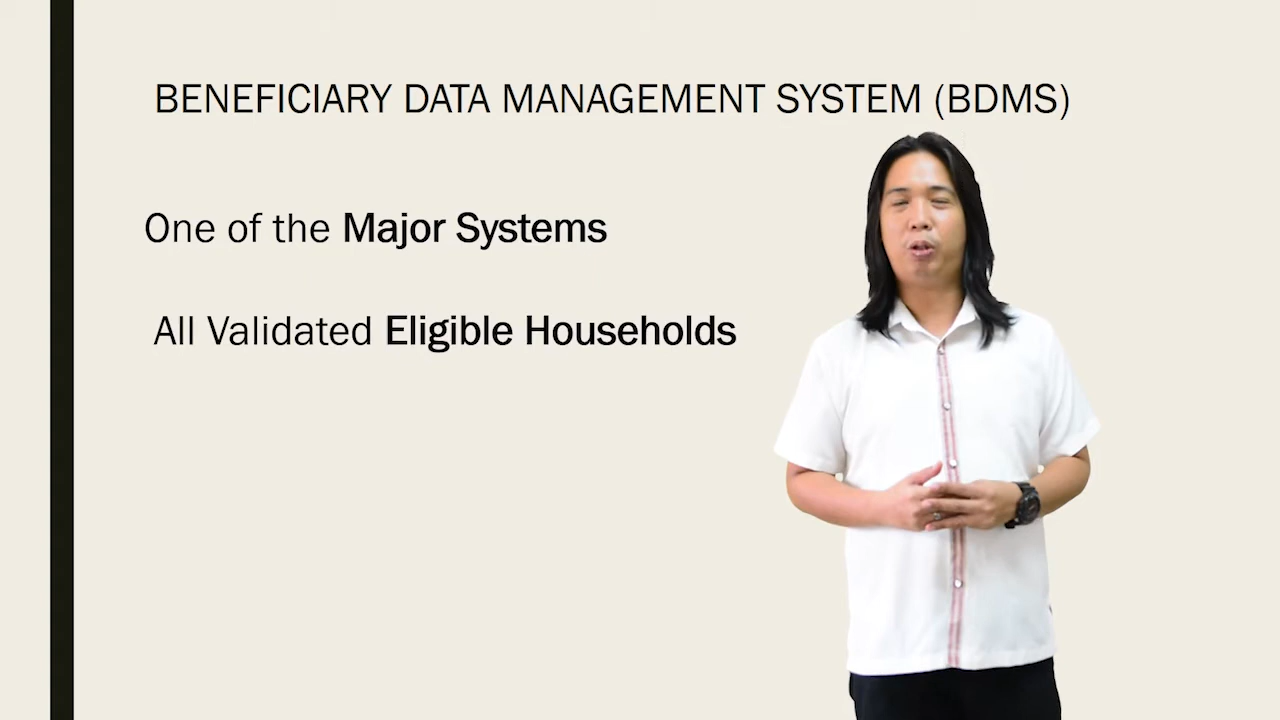 BENEFICIARY DATA MANAGEMENT SYSTEM (BDMS)
One of the Major Systems
All Validated Eligible Households